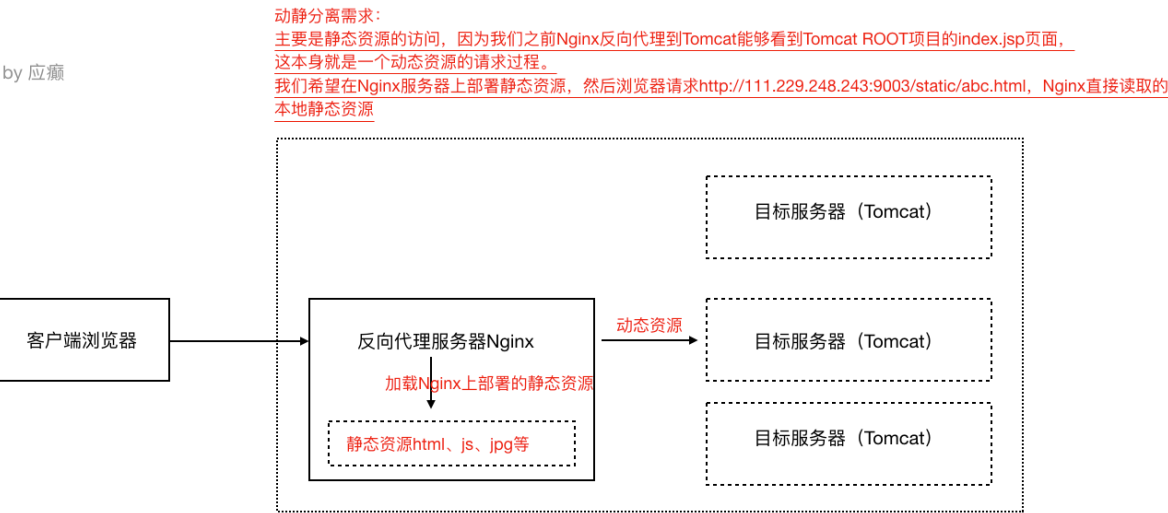 动静分离需求：
主要是静态资源的访问，因为我们之前Nginx反向代理到Tomcat能够看到Tomcat ROOT项目的index.jsp页面，
这本身就是一个动态资源的请求过程。
我们希望在Nginx服务器上部署静态资源，然后浏览器请求http://111.229.248.243:9003/static/abc.html，Nginx直接读取的
本地静态资源
by 应癫
目标服务器（Tomcat）
客户端浏览器
反向代理服务器Nginx
动态资源
目标服务器（Tomcat）
加载Nginx上部署的静态资源
静态资源html、js、jpg等
目标服务器（Tomcat）